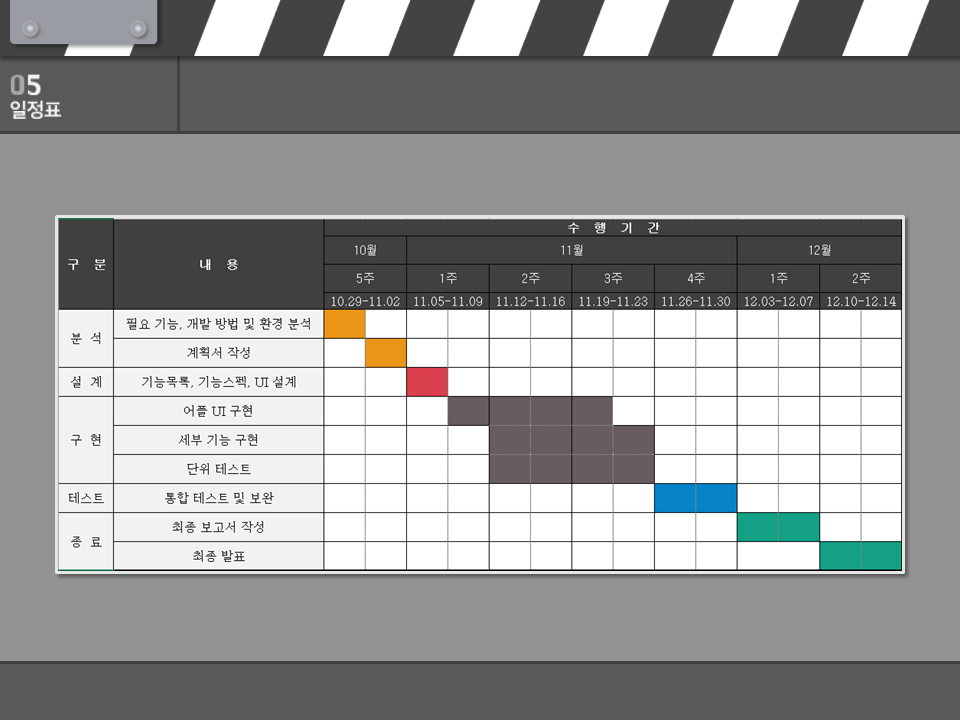 05
일정표
구 분
내 용
수 행 기 간
10월
11월
12월
5주
1주
2주
3주
4주
1주
2주
10.29-11.02
11.05-11.09
11.12-11.16
11.19-11.23
11.26-11.30
12.03-12.07
12.10-12.14
분 석
필요 기능, 개발 방법 및 환경 분석
계획서 작성
설 계
기능목록, 기능스펙, UI 설계
구 현
어플 UI 구현
세부 기능 구현
단위 테스트
테스트
통합 테스트 및 보완
종 료
최종 보고서 작성
최종 발표